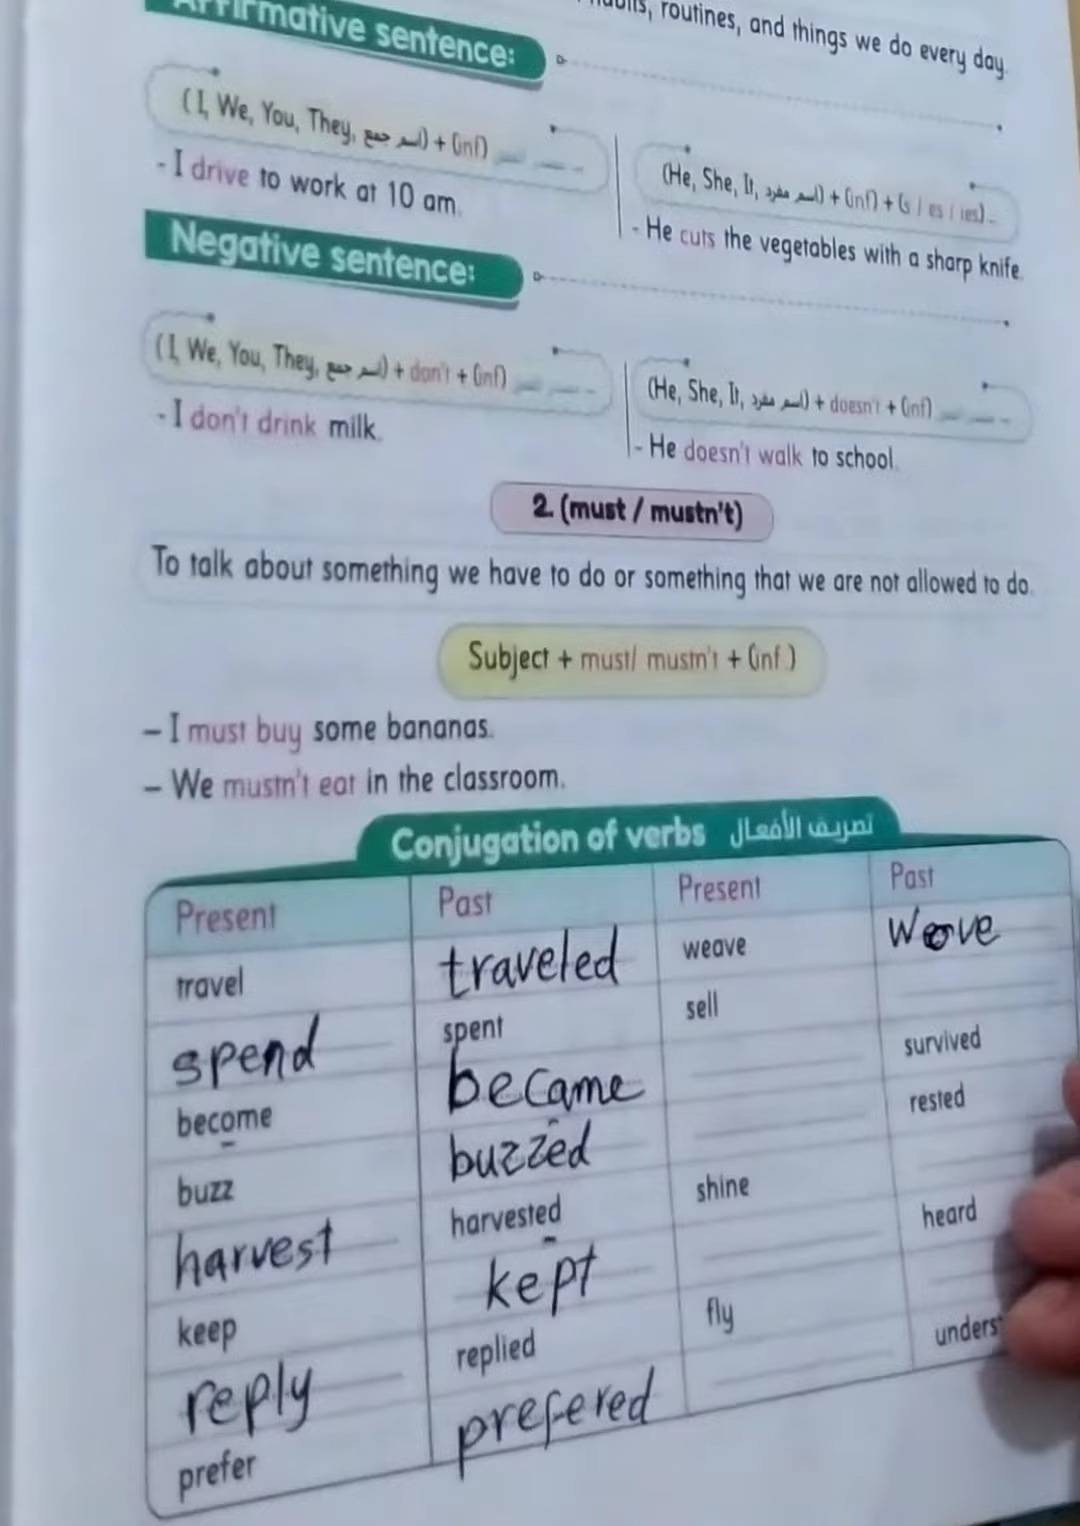 Affirmative sentence:
routines, and things we do every day.
(I, We, You, They, اسم جمع) + (inf)
(He, She, It, اسم مفرد) + (inf) + (s / es / ies)
- I drive to work at 10 am.
- He cuts the vegetables with a sharp knife.
Negative sentence:
(I, We, You, They, اسم جمع) + don't + (inf)
(He, She, It, اسم مفرد) + doesn't + (inf)
- I don't drink milk.
- He doesn't walk to school.
2. (must / mustn't)
To talk about something we have to do or something that we are not allowed to do.
Subject + must/ mustn't + (inf.)
– I must buy some bananas.
– We mustn't eat in the classroom.
Conjugation of verbs تصريف الأفعال
Present Past Present Past
travel traveled weave wove
spend spent sell
become became survived
buzz buzzed rested
harvest harvested shine
keep kept heard
reply replied fly
prefer prefered unders